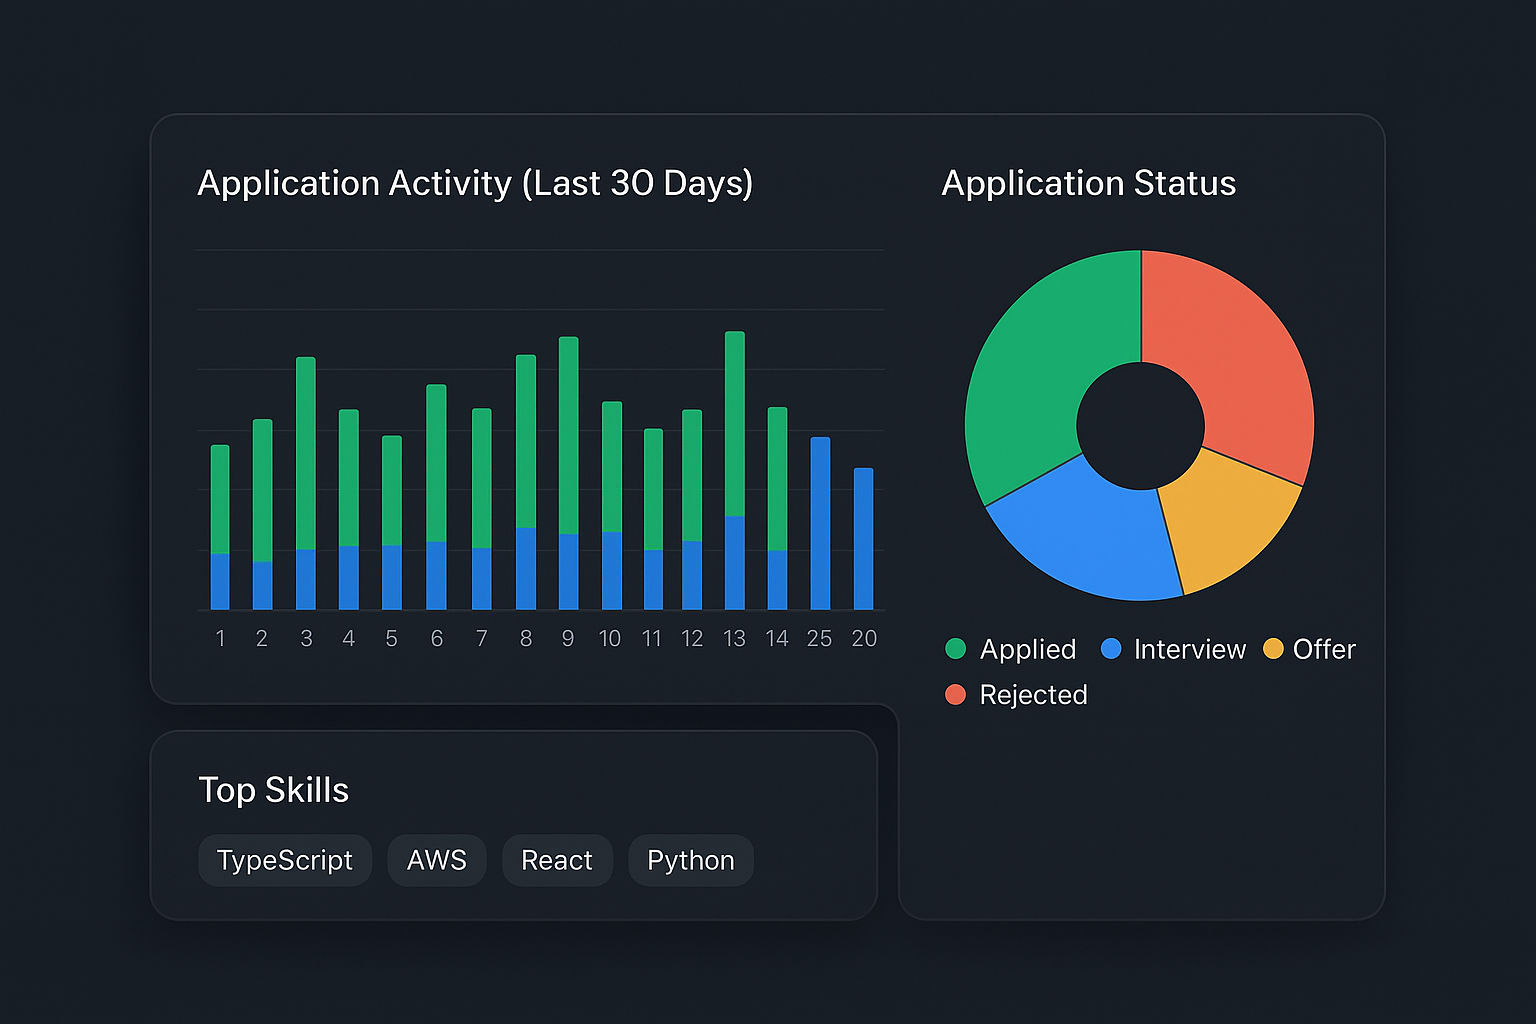 Application Activity (Last 30 Days)
1 2 3 4 5 6 7 8 9 10 11 12 13 14 25 20
Application Status
Applied Interview Offer
Rejected
Top Skills
TypeScript AWS React Python